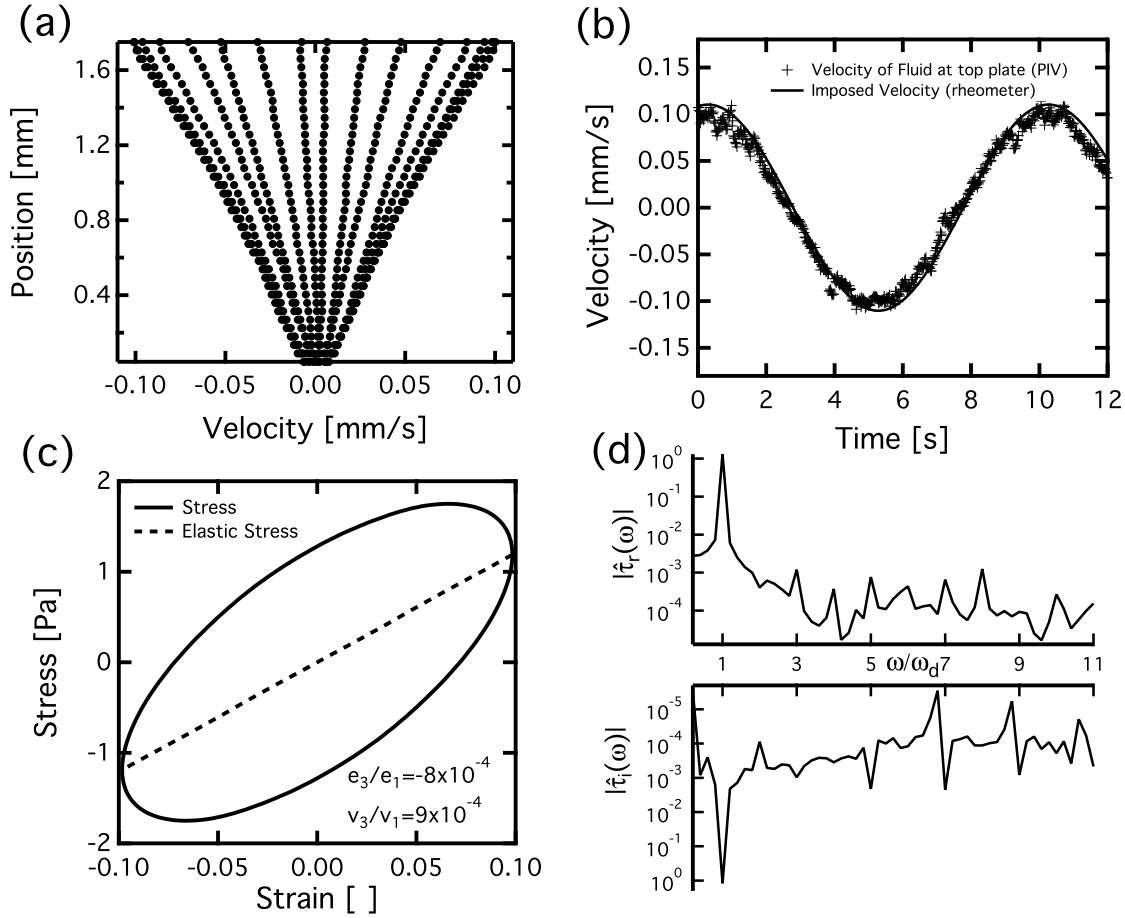 (a)
Position [mm]
1.6
1.2
0.8
0.4
-0.10 -0.05 0.00 0.05 0.10
Velocity [mm/s]
(b)
Velocity [mm/s]
0.15
0.10
0.05
0.00
-0.05
-0.10
-0.15
+ Velocity of Fluid at top plate (PIV)
Imposed Velocity (rheometer)
0 2 4 6 8 10 12
Time [s]
(c)
Stress [Pa]
2
1
0
-1
-2
Stress
Elastic Stress
e₃/e₁=-8x10⁻⁴
v₃/v₁=9x10⁻⁴
-0.10 -0.05 0.00 0.05 0.10
Strain [ ]
(d)
|τ̂ᵣ(ω)|
10⁰
10⁻¹
10⁻²
10⁻³
10⁻⁴
1 3 5 ω/ω_d 7 9 11
|τ̂ᵢ(ω)|
10⁻⁵
10⁻⁴
10⁻³
10⁻²
10⁻¹
10⁰